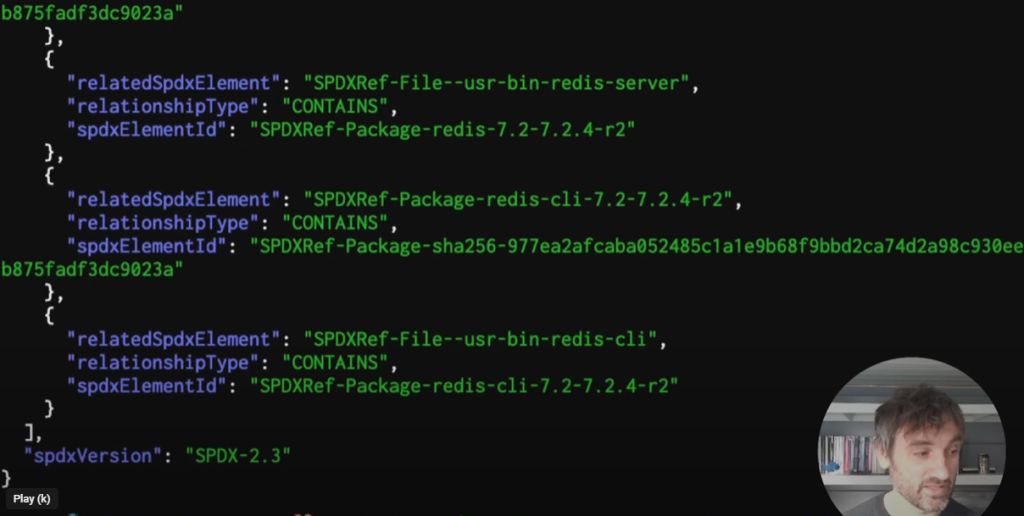 b875fadf3dc9023a"
},
{
"relatedSpdxElement": "SPDXRef-File--usr-bin-redis-server",
"relationshipType": "CONTAINS",
"spdxElementId": "SPDXRef-Package-redis-7.2-7.2.4-r2"
},
{
"relatedSpdxElement": "SPDXRef-Package-redis-cli-7.2-7.2.4-r2",
"relationshipType": "CONTAINS",
"spdxElementId": "SPDXRef-Package-sha256-977ea2afcaba052485c1a1e9b68f9bbd2ca74d2a98c930ee
b875fadf3dc9023a"
},
{
"relatedSpdxElement": "SPDXRef-File--usr-bin-redis-cli",
"relationshipType": "CONTAINS",
"spdxElementId": "SPDXRef-Package-redis-cli-7.2-7.2.4-r2"
}
],
"spdxVersion": "SPDX-2.3"
}
Play (k)